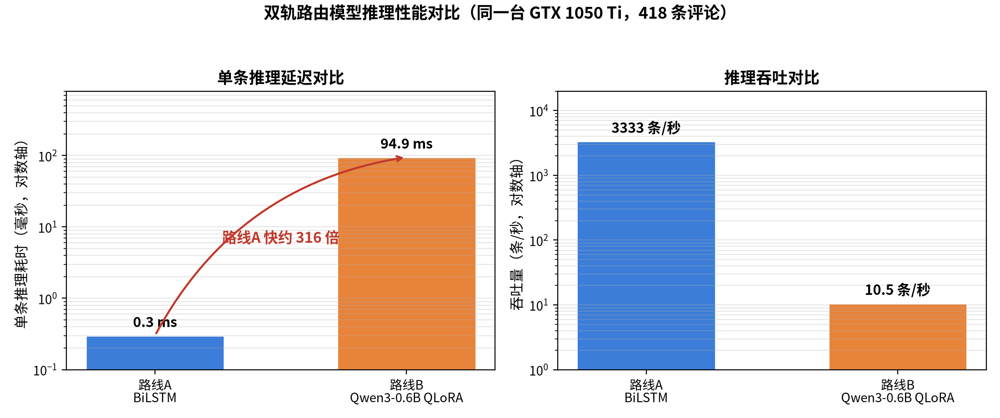 双轨路由模型推理性能对比（同一台 GTX 1050 Ti，418 条评论）
单条推理延迟对比
单条推理耗时（毫秒，对数轴）
10²
10¹
10⁰
10⁻¹
94.9 ms
路线A 快约 316 倍
0.3 ms
路线A
BiLSTM
路线B
Qwen3-0.6B QLoRA
推理吞吐对比
吞吐量（条/秒，对数轴）
10⁴
10³
10²
10¹
10⁰
3333 条/秒
10.5 条/秒
路线A
BiLSTM
路线B
Qwen3-0.6B QLoRA